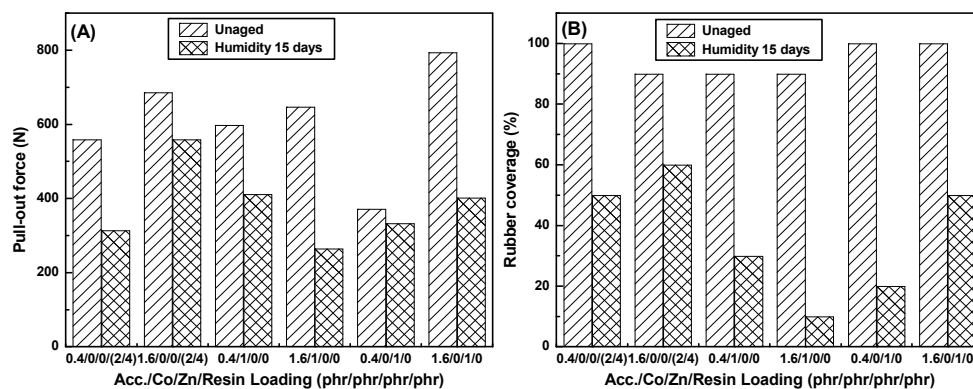 (A)
Unaged
Humidity 15 days
Pull-out force (N)
800
600
400
200
0
0.4/0/0/(2/4) 1.6/0/0/(2/4) 0.4/1/0/0 1.6/1/0/0 0.4/0/1/0 1.6/0/1/0
Acc./Co/Zn/Resin Loading (phr/phr/phr/phr)
(B)
Unaged
Humidity 15 days
Rubber coverage (%)
100
80
60
40
20
0
0.4/0/0/(2/4) 1.6/0/0/(2/4) 0.4/1/0/0 1.6/1/0/0 0.4/0/1/0 1.6/0/1/0
Acc./Co/Zn/Resin Loading (phr/phr/phr/phr)